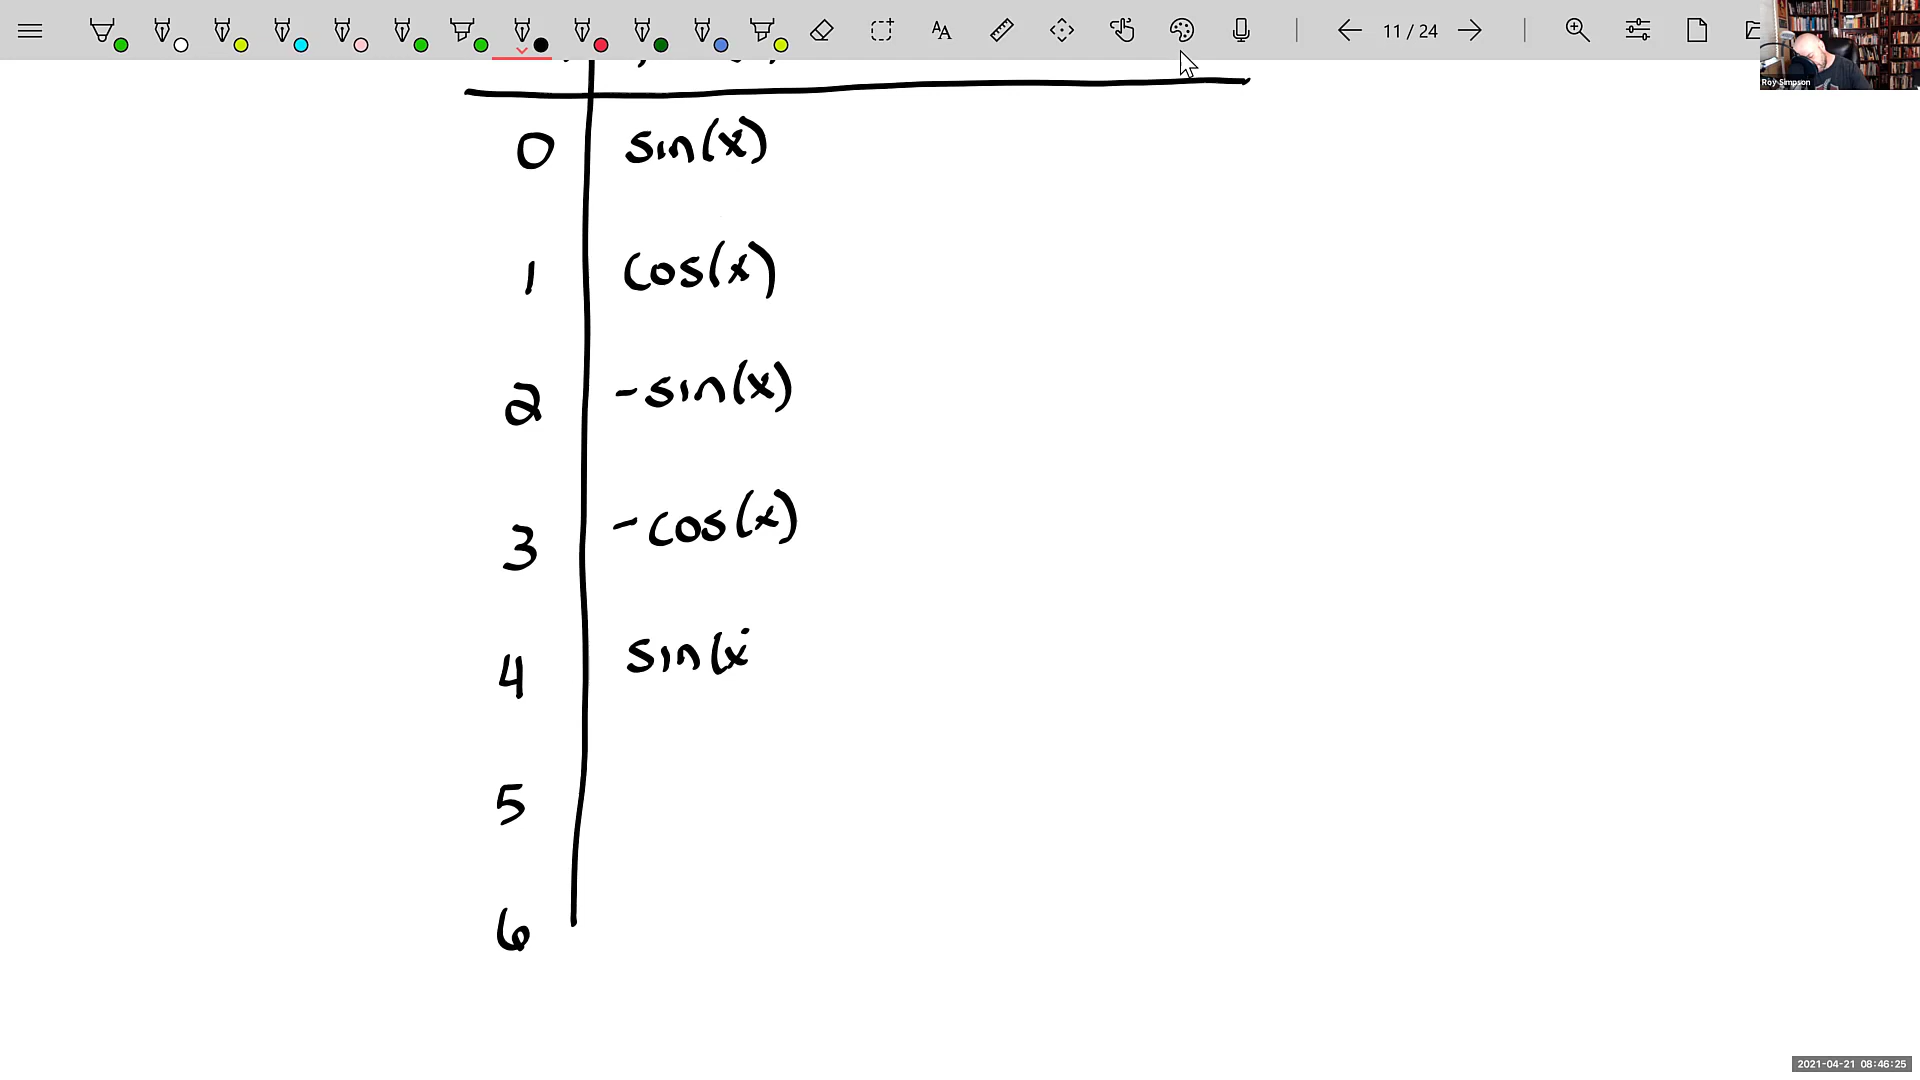 11 / 24
Roy Simpson
0 sin(x)
1 cos(x)
2 -sin(x)
3 -cos(x)
4 sin(x
5
6
2021-04-21 08:46:25